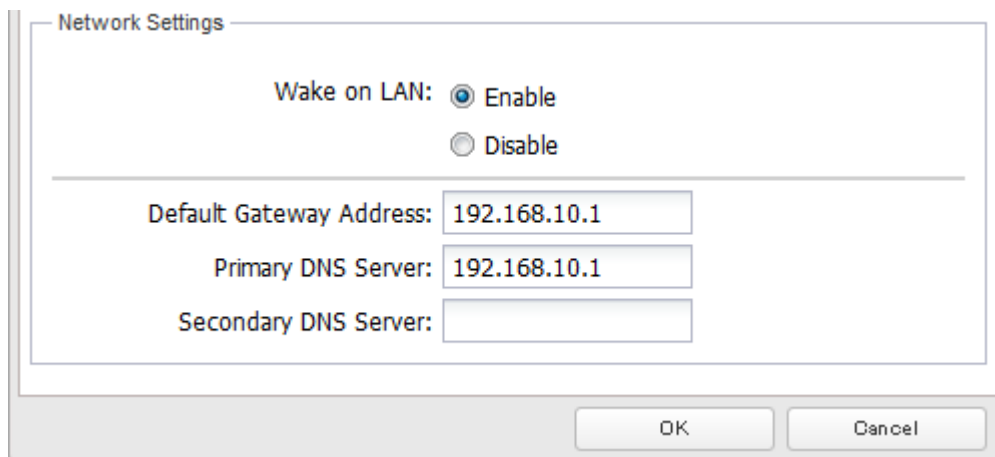 Network Settings
Wake on LAN: Enable
Disable
Default Gateway Address: 192.168.10.1
Primary DNS Server: 192.168.10.1
Secondary DNS Server:
OK Cancel